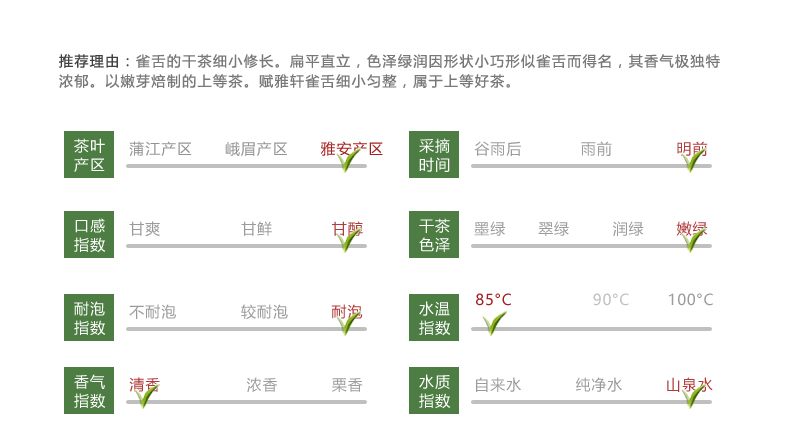 推荐理由：雀舌的干茶细小修长。扁平直立，色泽绿润因形状小巧形似雀舌而得名，其香气极独特
浓郁。以嫩芽焙制的上等茶。赋雅轩雀舌细小匀整，属于上等好茶。
茶叶
产区
蒲江产区 峨眉产区 雅安产区
采摘
时间
谷雨后 雨前 明前
口感
指数
甘爽 甘鲜 甘醇
干茶
色泽
墨绿 翠绿 润绿 嫩绿
耐泡
指数
不耐泡 较耐泡 耐泡
水温
指数
85°C 90°C 100°C
香气
指数
清香 浓香 栗香
水质
指数
自来水 纯净水 山泉水